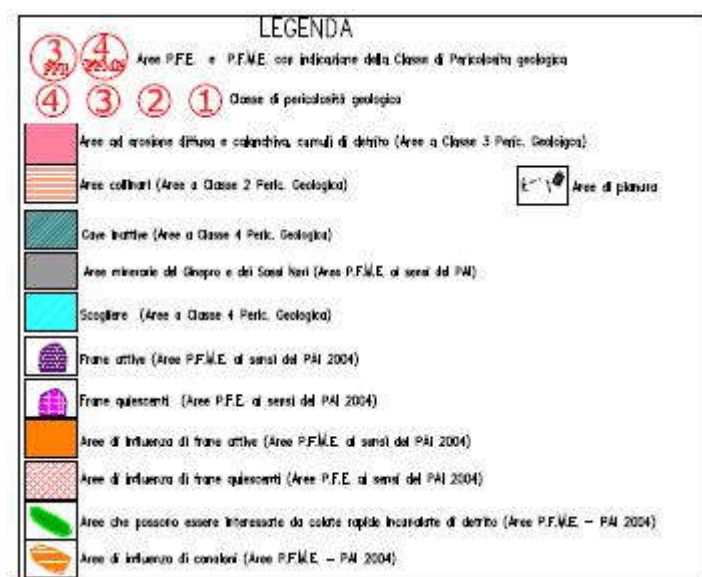 LEGENDA
3 4 Aree P.F.E. e P.F.M.E. con indicazione della Classe di Pericolosita geologica
4 3 2 1 Classe di pericolosità geologica
Aree ad erosione diffusa e calanchiva, cumuli di detrito (Aree a Classe 3 Peric. Geologica)
Aree collinari (Aree a Classe 2 Peric. Geologica)
Aree di pianura
Cave inattive (Aree a Classe 4 Peric. Geologica)
Aree minerarie del Ginepro e dei Sassi Neri (Aree P.F.M.E. ai sensi del PAI)
Scogliere (Aree a Classe 4 Peric. Geologica)
Frane attive (Aree P.F.M.E. ai sensi del PAI 2004)
Frane quiescenti (Aree P.F.E. ai sensi del PAI 2004)
Aree di influenza di frane attive (Aree P.F.M.E. ai sensi del PAI 2004)
Aree di influenza di frane quiescenti (Aree P.F.E. ai sensi del PAI 2004)
Aree che possono essere interessate da colate rapide incanalate di detrito (Aree P.F.M.E. – PAI 2004)
Aree di influenza di canaloni (Aree P.F.M.E. – PAI 2004)